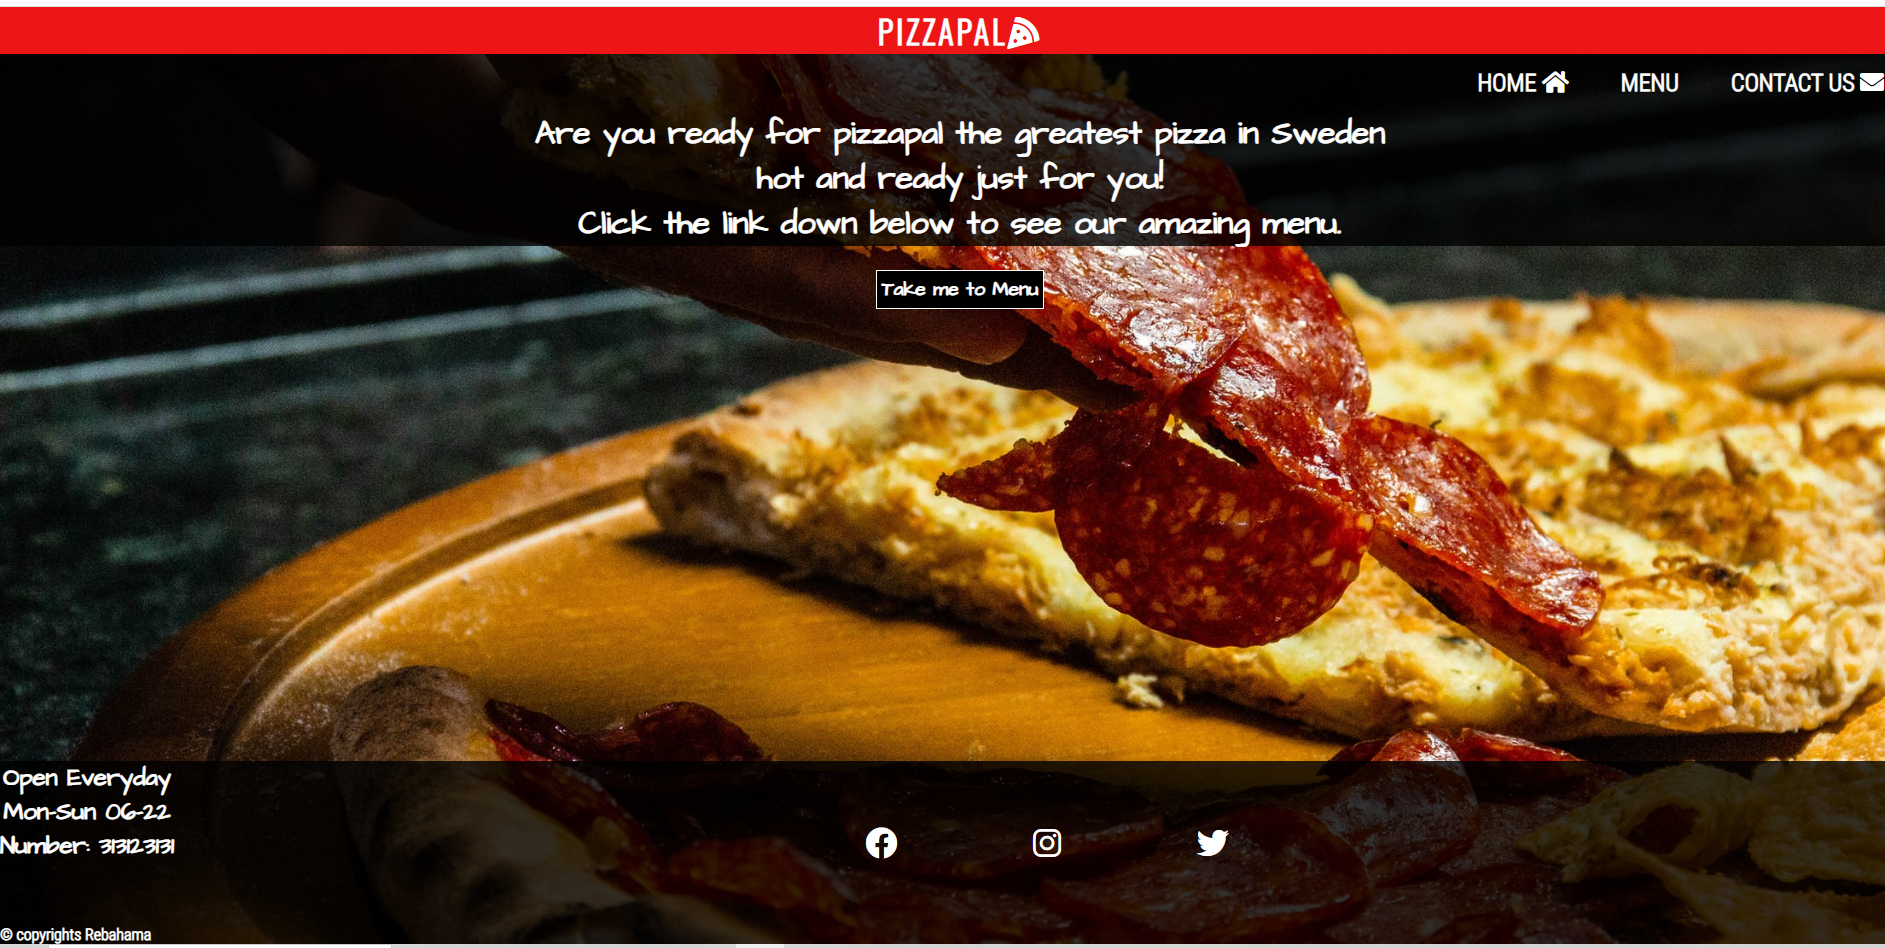 PIZZAPAL
HOME MENU CONTACT US
Are you ready for pizzapal the greatest pizza in Sweden
hot and ready just for you!
Click the link down below to see our amazing menu.
Take me to Menu
Open Everyday
Mon-Sun 06-22
Number: 313123131
© copyrights Rebahama